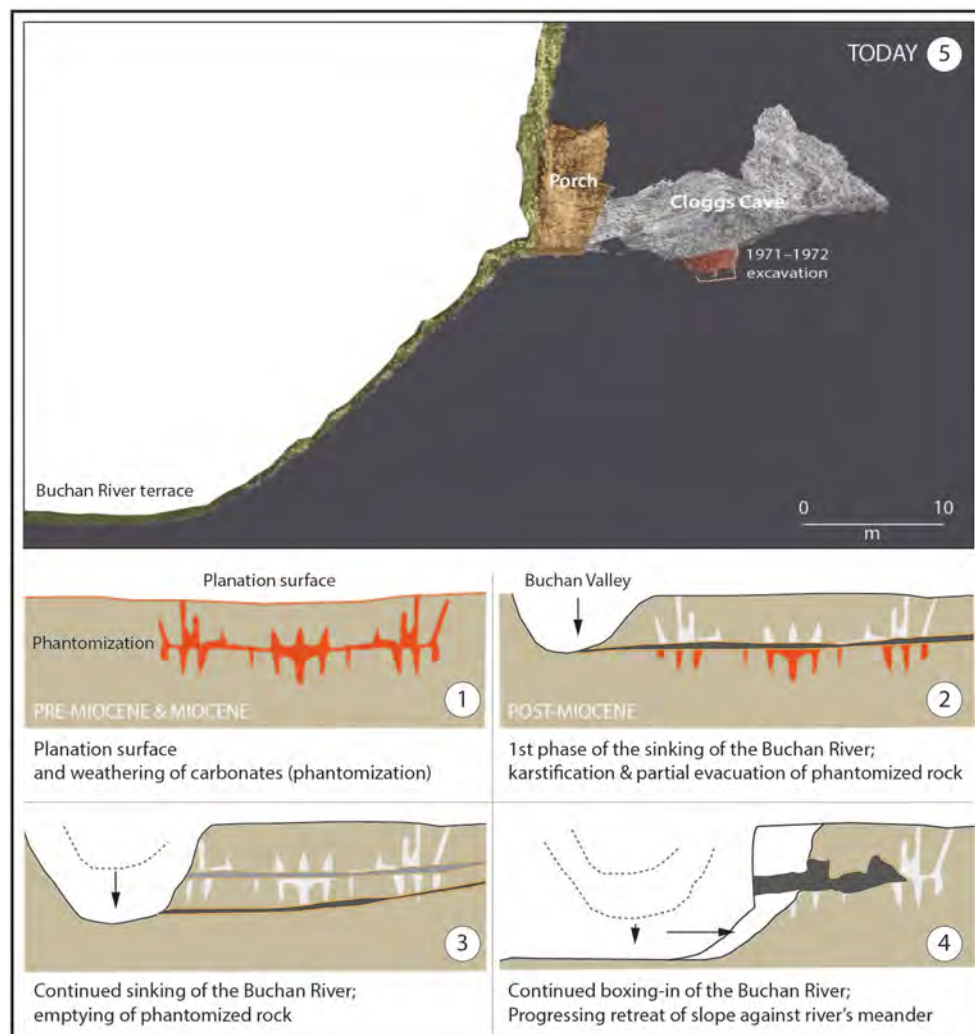 TODAY 5
Porch
Cloggs Cave
1971–1972
excavation
Buchan River terrace
0 10
m
Planation surface
Phantomization
PRE-MIOCENE & MIOCENE
1
Planation surface
and weathering of carbonates (phantomization)
Buchan Valley
POST-MIOCENE
2
1st phase of the sinking of the Buchan River;
karstification & partial evacuation of phantomized rock
3
Continued sinking of the Buchan River;
emptying of phantomized rock
4
Continued boxing-in of the Buchan River;
Progressing retreat of slope against river's meander